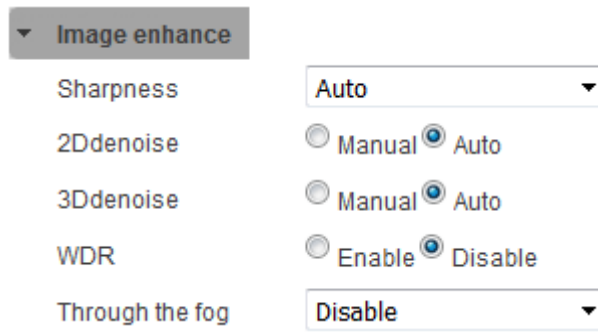 Image enhance
Sharpness Auto
2Ddenoise Manual Auto
3Ddenoise Manual Auto
WDR Enable Disable
Through the fog Disable